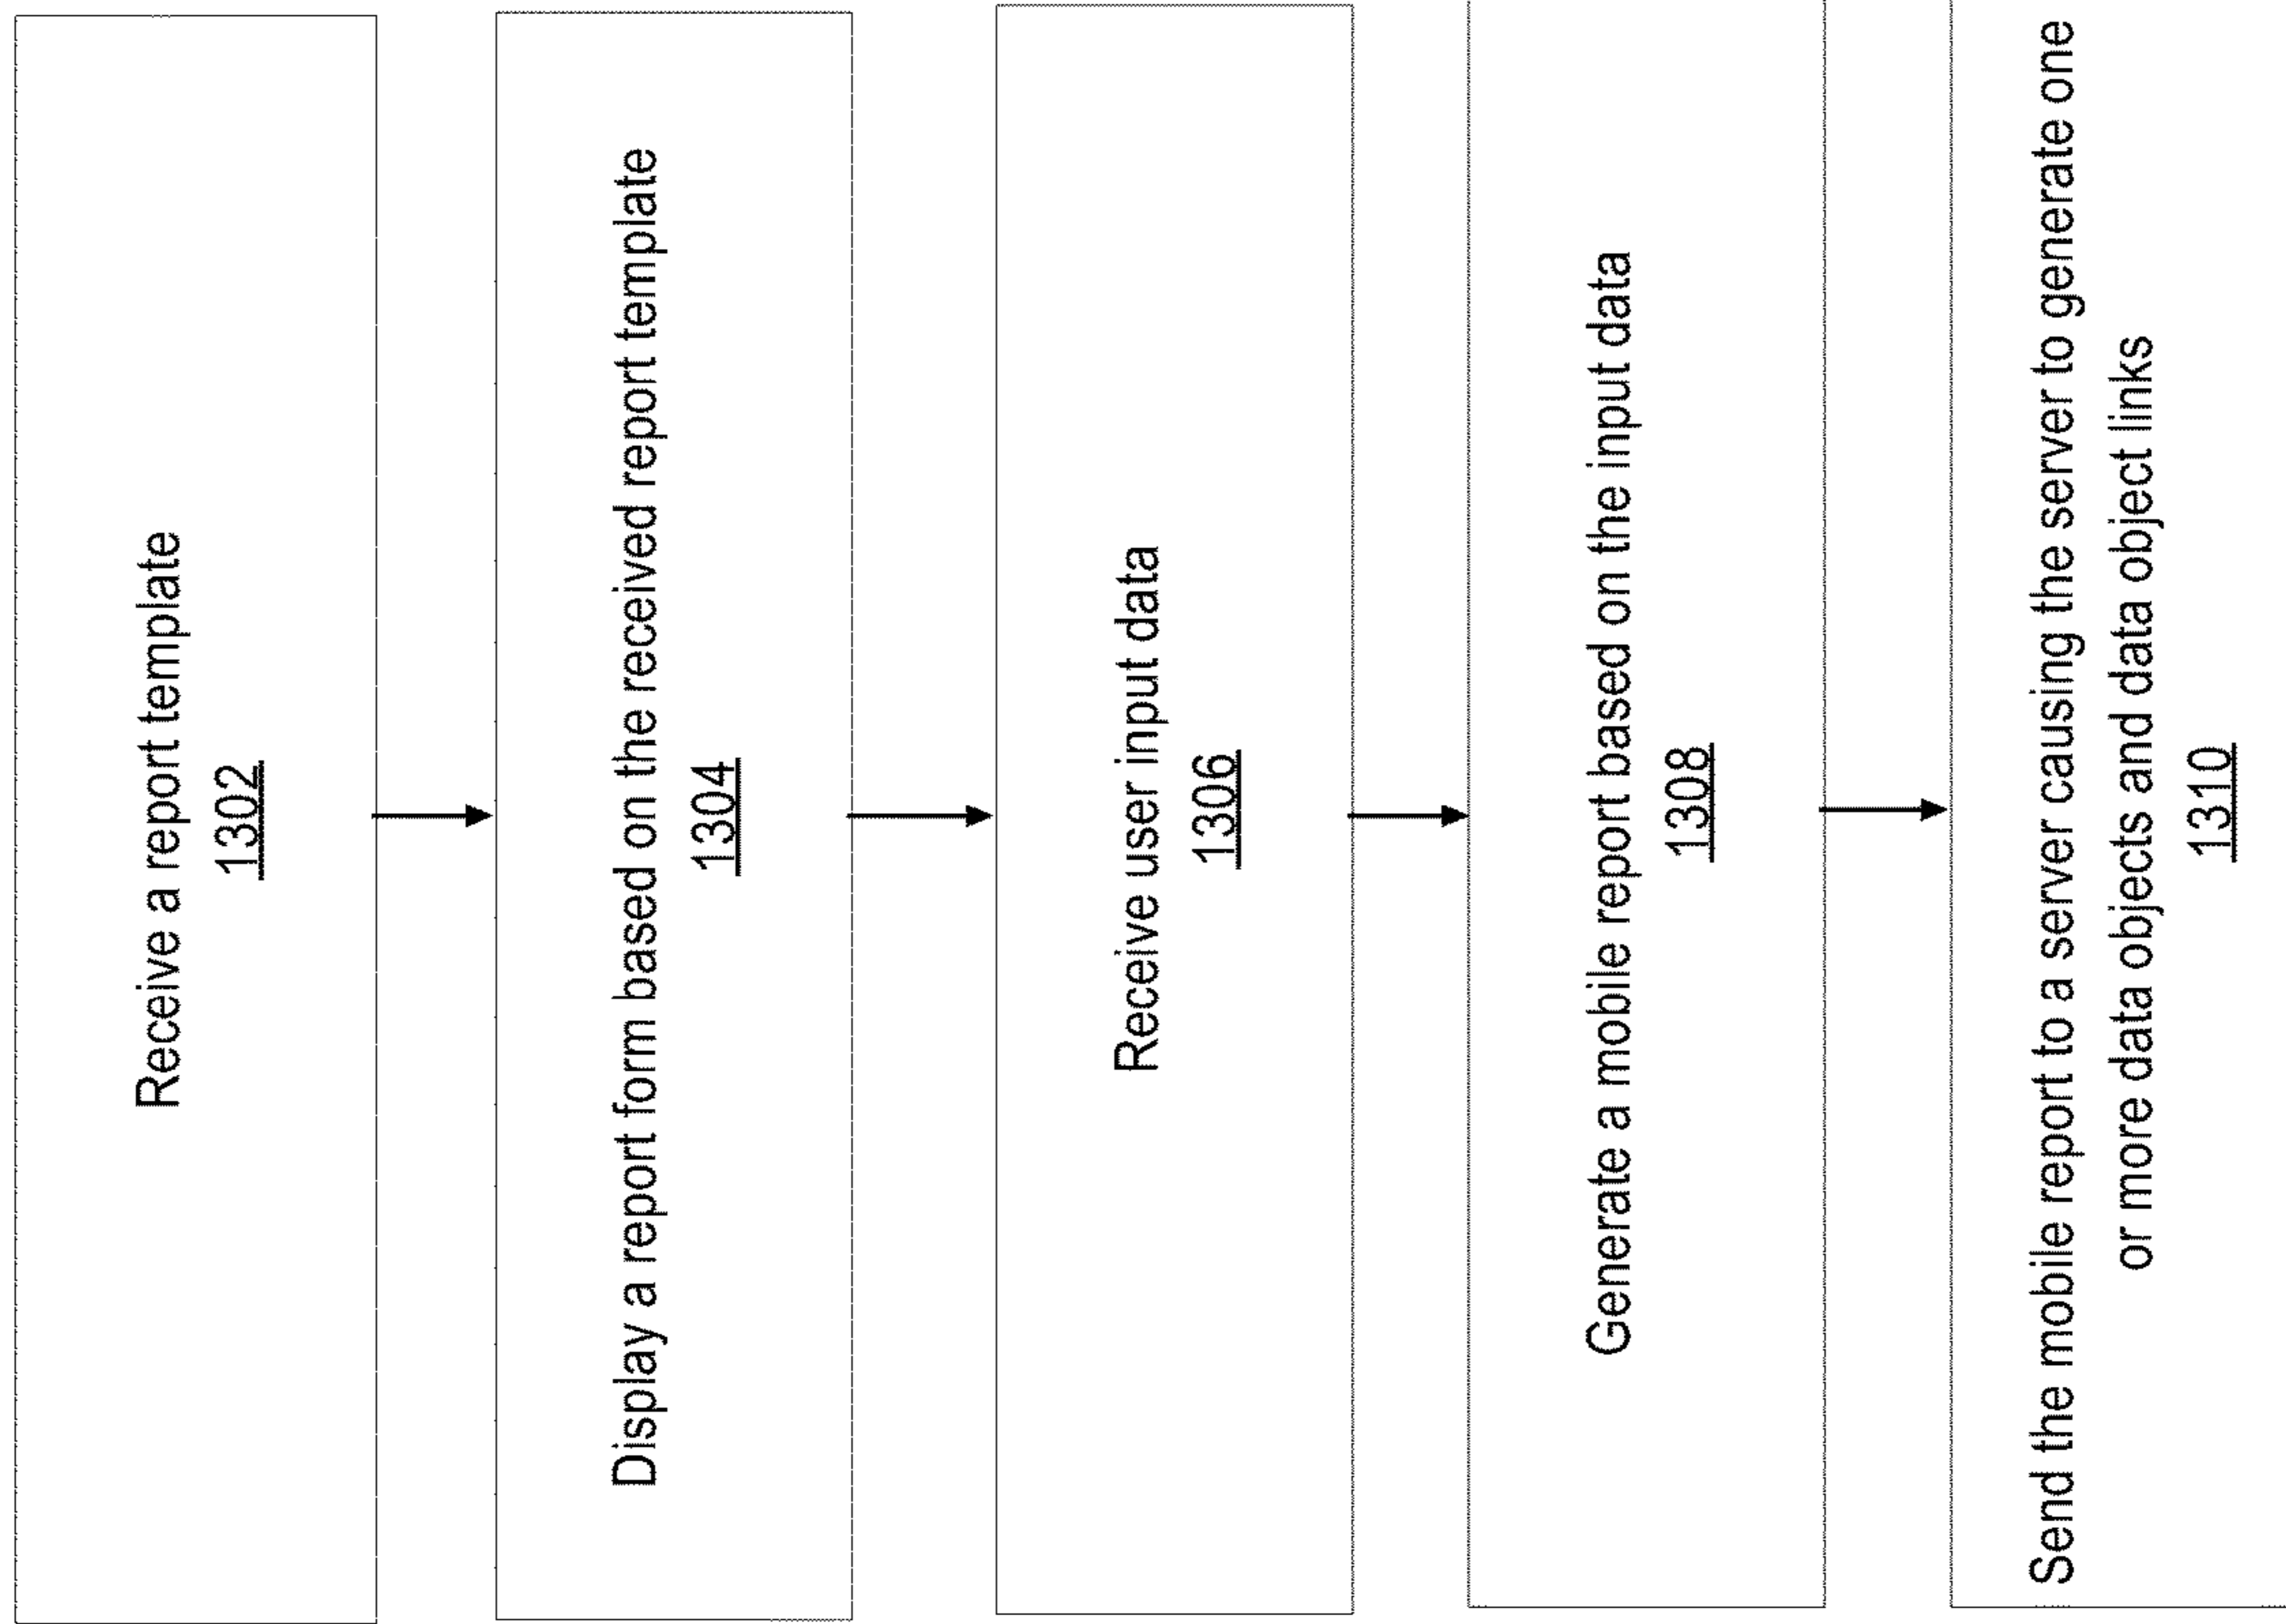 Receive a report template
1302
Display a report form based on the received report template
1304
Receive user input data
1306
Generate a mobile report based on the input data
1308
Send the mobile report to a server causing the server to generate one
or more data objects and data object links
1310